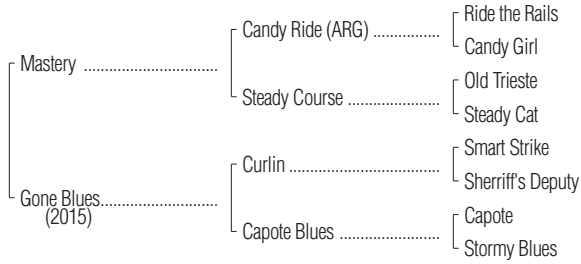 Ride the Rails
Candy Ride (ARG) ..................
Candy Girl
Mastery ....................................
Old Trieste
Steady Course .........................
Steady Cat
Smart Strike
Curlin ........................................
Sherriff's Deputy
Gone Blues...............................
(2015)
Capote
Capote Blues ...........................
Stormy Blues